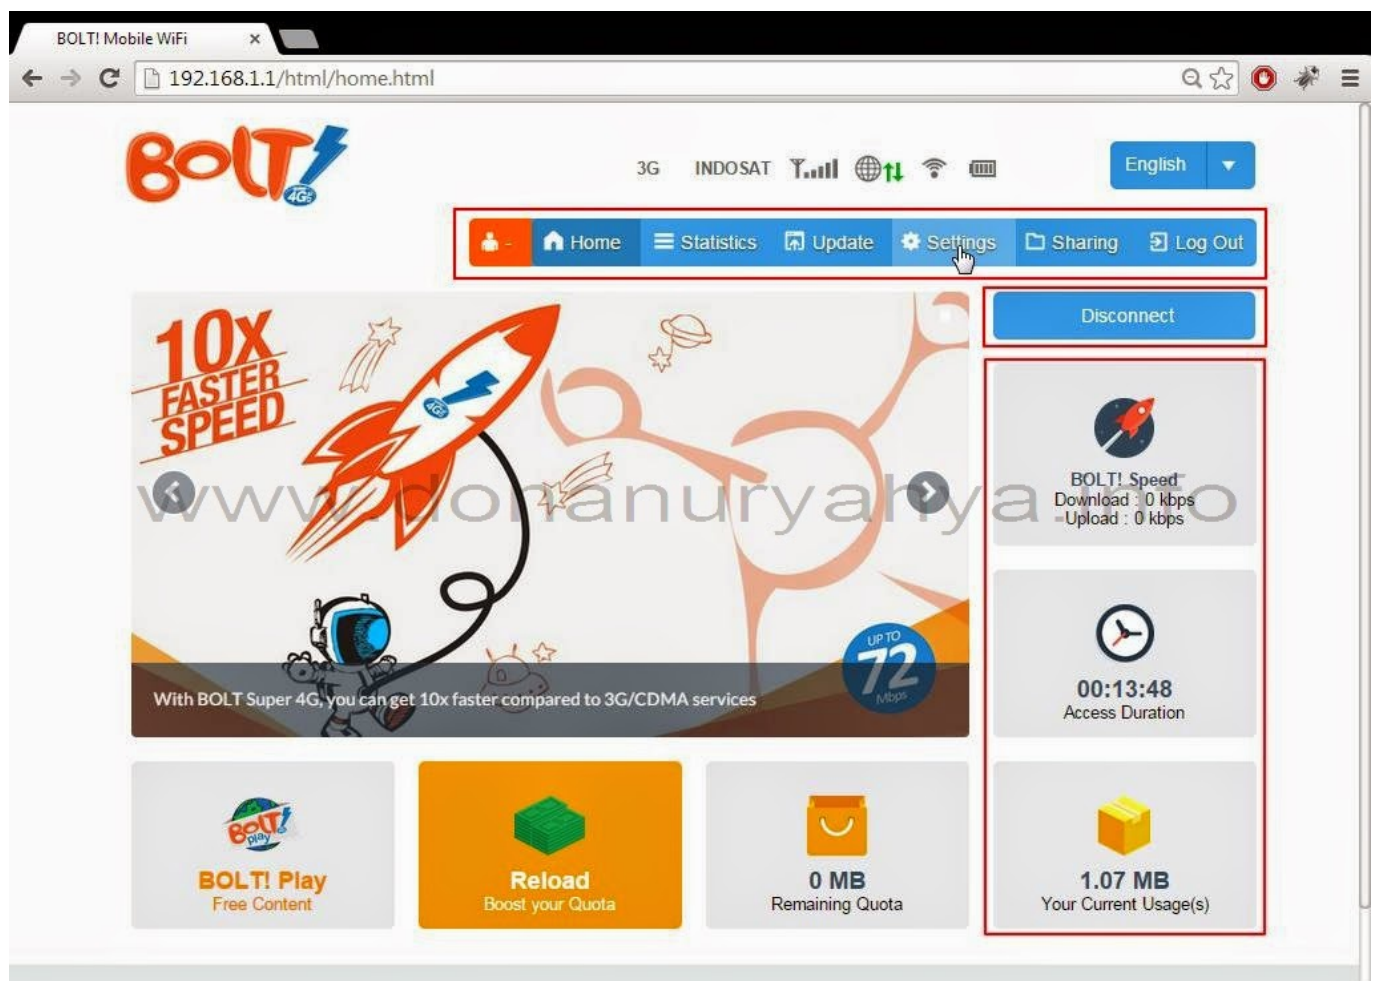 BOLT! Mobile WiFi
192.168.1.1/html/home.html
BOLT!
4G
3G INDOSAT
English
- Home Statistics Update Settings Sharing Log Out
Disconnect
10X
FASTER
SPEED
4G
BOLT! Speed
Download : 0 kbps
Upload : 0 kbps
www.donanuryahya.info
UP TO
72
Mbps
With BOLT Super 4G, you can get 10x faster compared to 3G/CDMA services
00:13:48
Access Duration
BOLT!
play
BOLT! Play
Free Content
Reload
Boost your Quota
0 MB
Remaining Quota
1.07 MB
Your Current Usage(s)